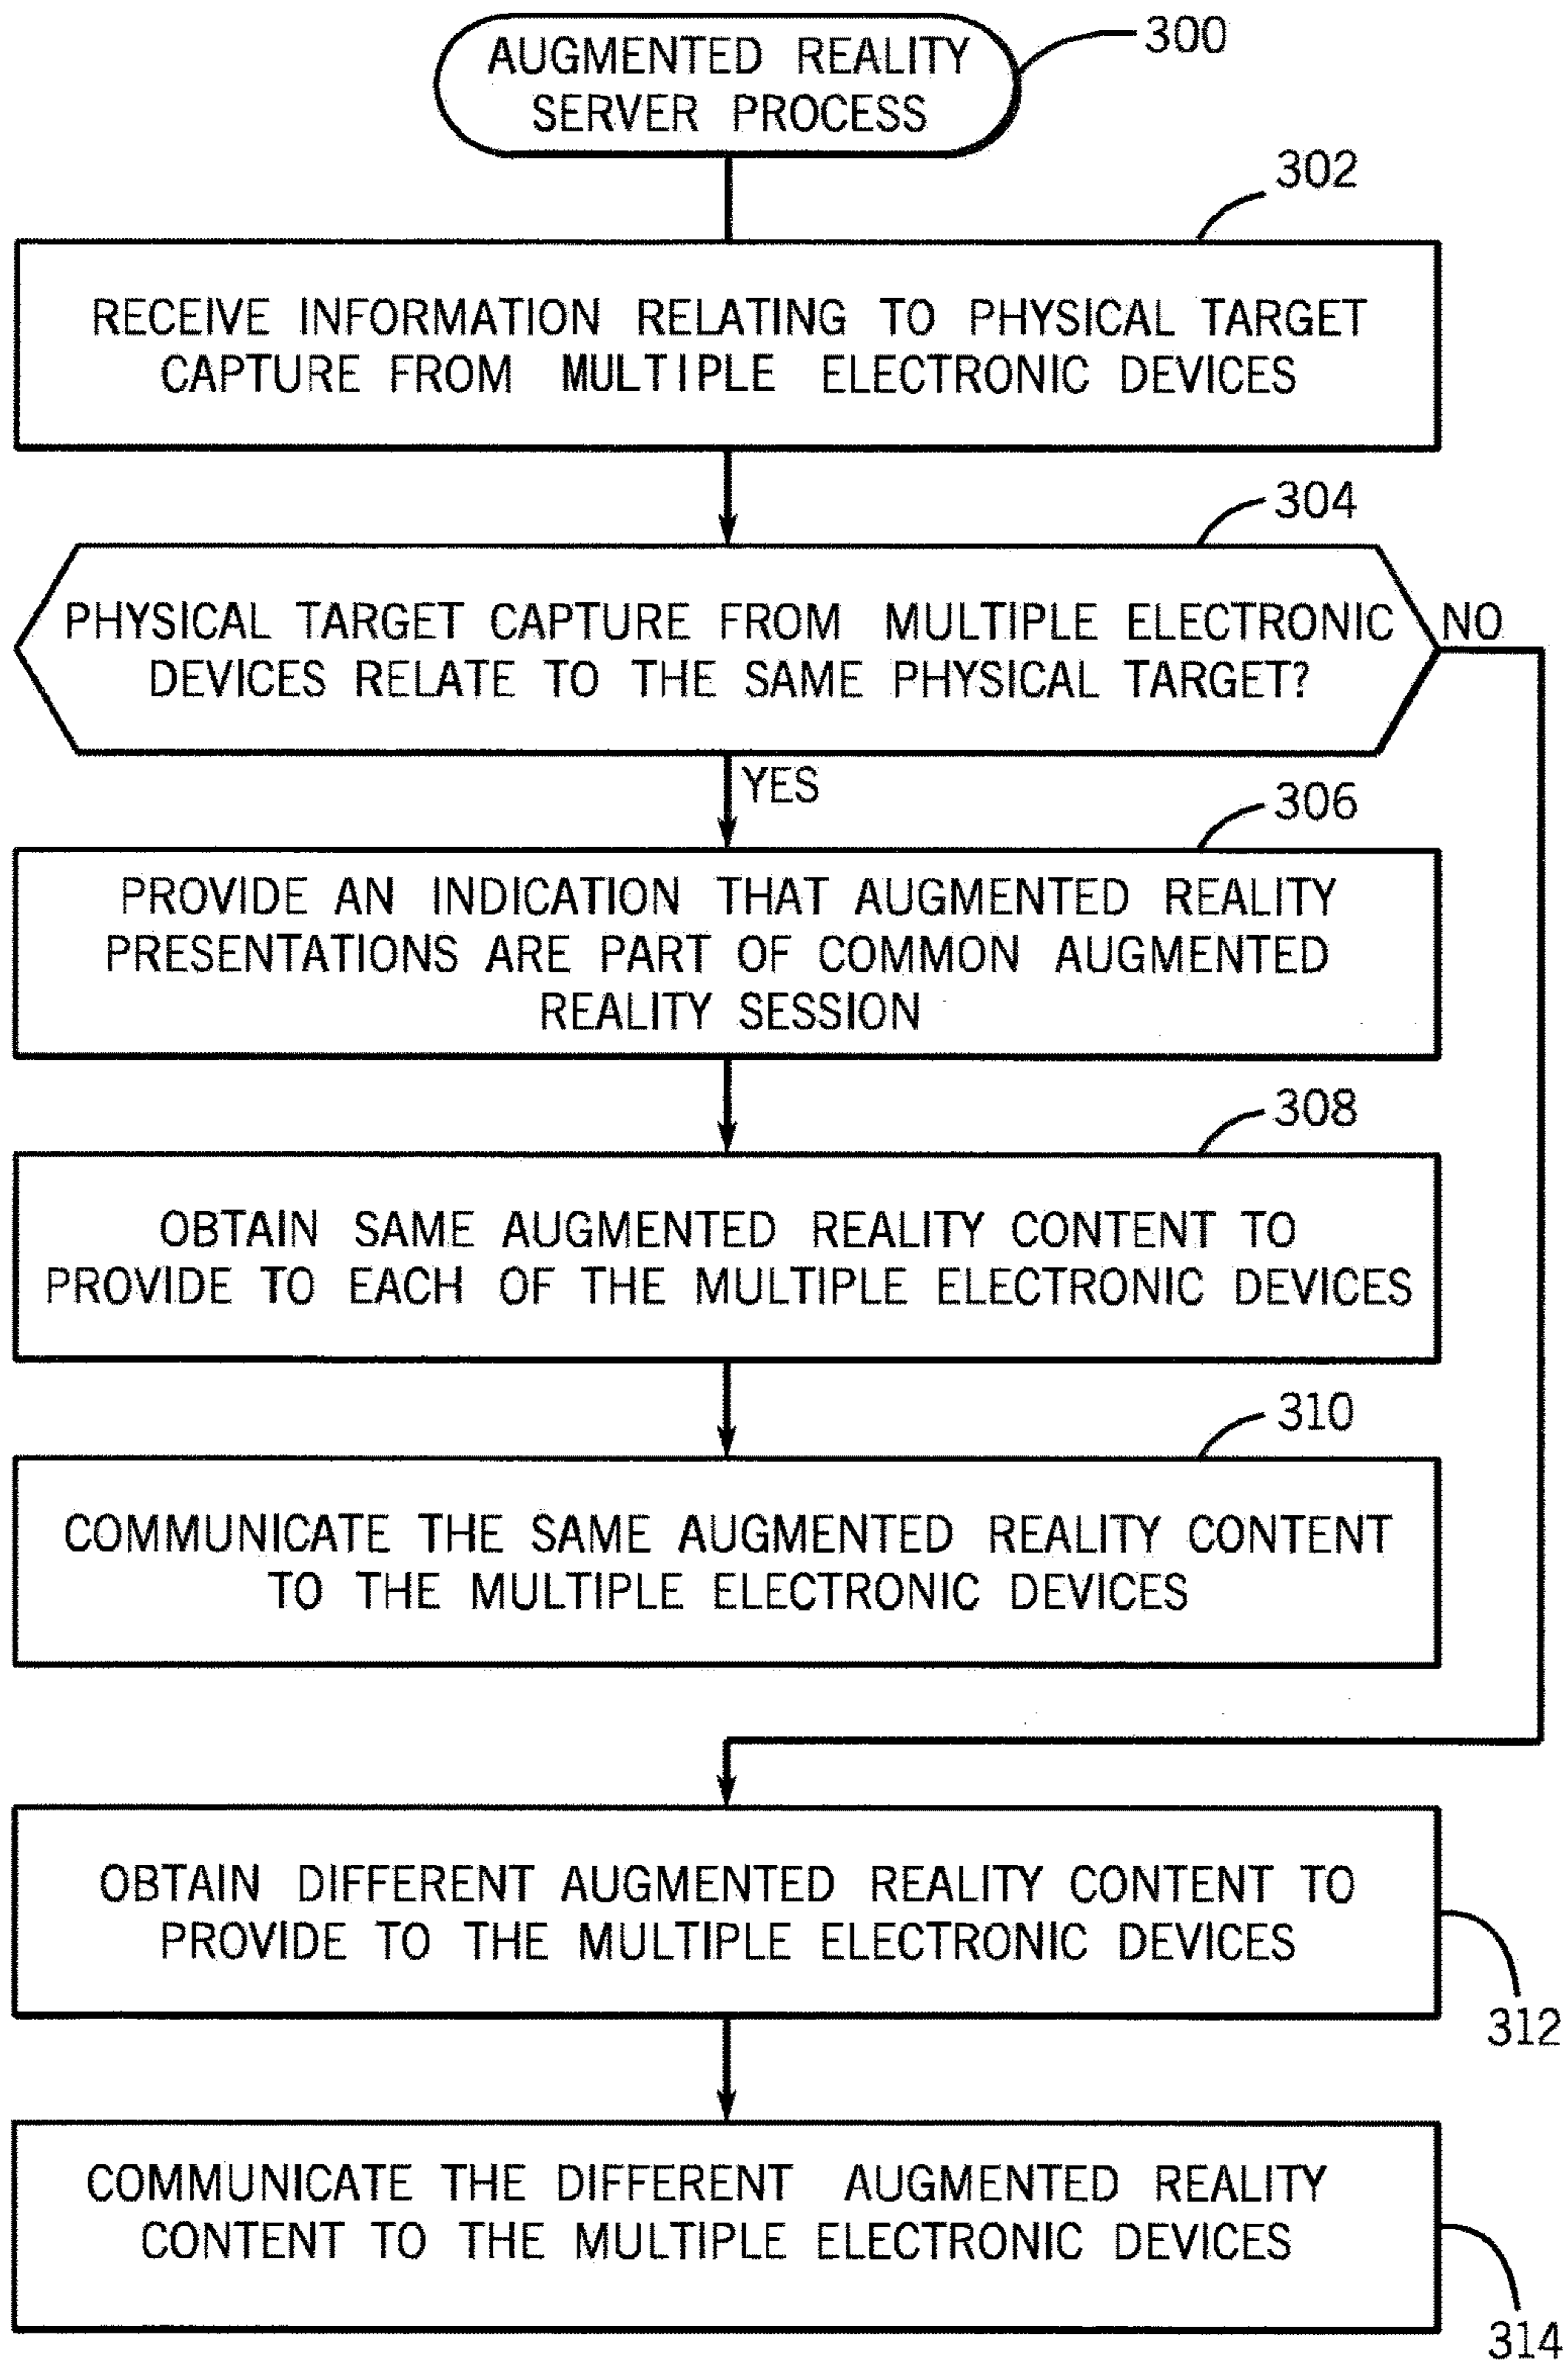 AUGMENTED REALITY
SERVER PROCESS
300
302
RECEIVE INFORMATION RELATING TO PHYSICAL TARGET
CAPTURE FROM MULTIPLE ELECTRONIC DEVICES
304
PHYSICAL TARGET CAPTURE FROM MULTIPLE ELECTRONIC
DEVICES RELATE TO THE SAME PHYSICAL TARGET?
NO
YES
306
PROVIDE AN INDICATION THAT AUGMENTED REALITY
PRESENTATIONS ARE PART OF COMMON AUGMENTED
REALITY SESSION
308
OBTAIN SAME AUGMENTED REALITY CONTENT TO
PROVIDE TO EACH OF THE MULTIPLE ELECTRONIC DEVICES
310
COMMUNICATE THE SAME AUGMENTED REALITY CONTENT
TO THE MULTIPLE ELECTRONIC DEVICES
OBTAIN DIFFERENT AUGMENTED REALITY CONTENT TO
PROVIDE TO THE MULTIPLE ELECTRONIC DEVICES
312
COMMUNICATE THE DIFFERENT AUGMENTED REALITY
CONTENT TO THE MULTIPLE ELECTRONIC DEVICES
314